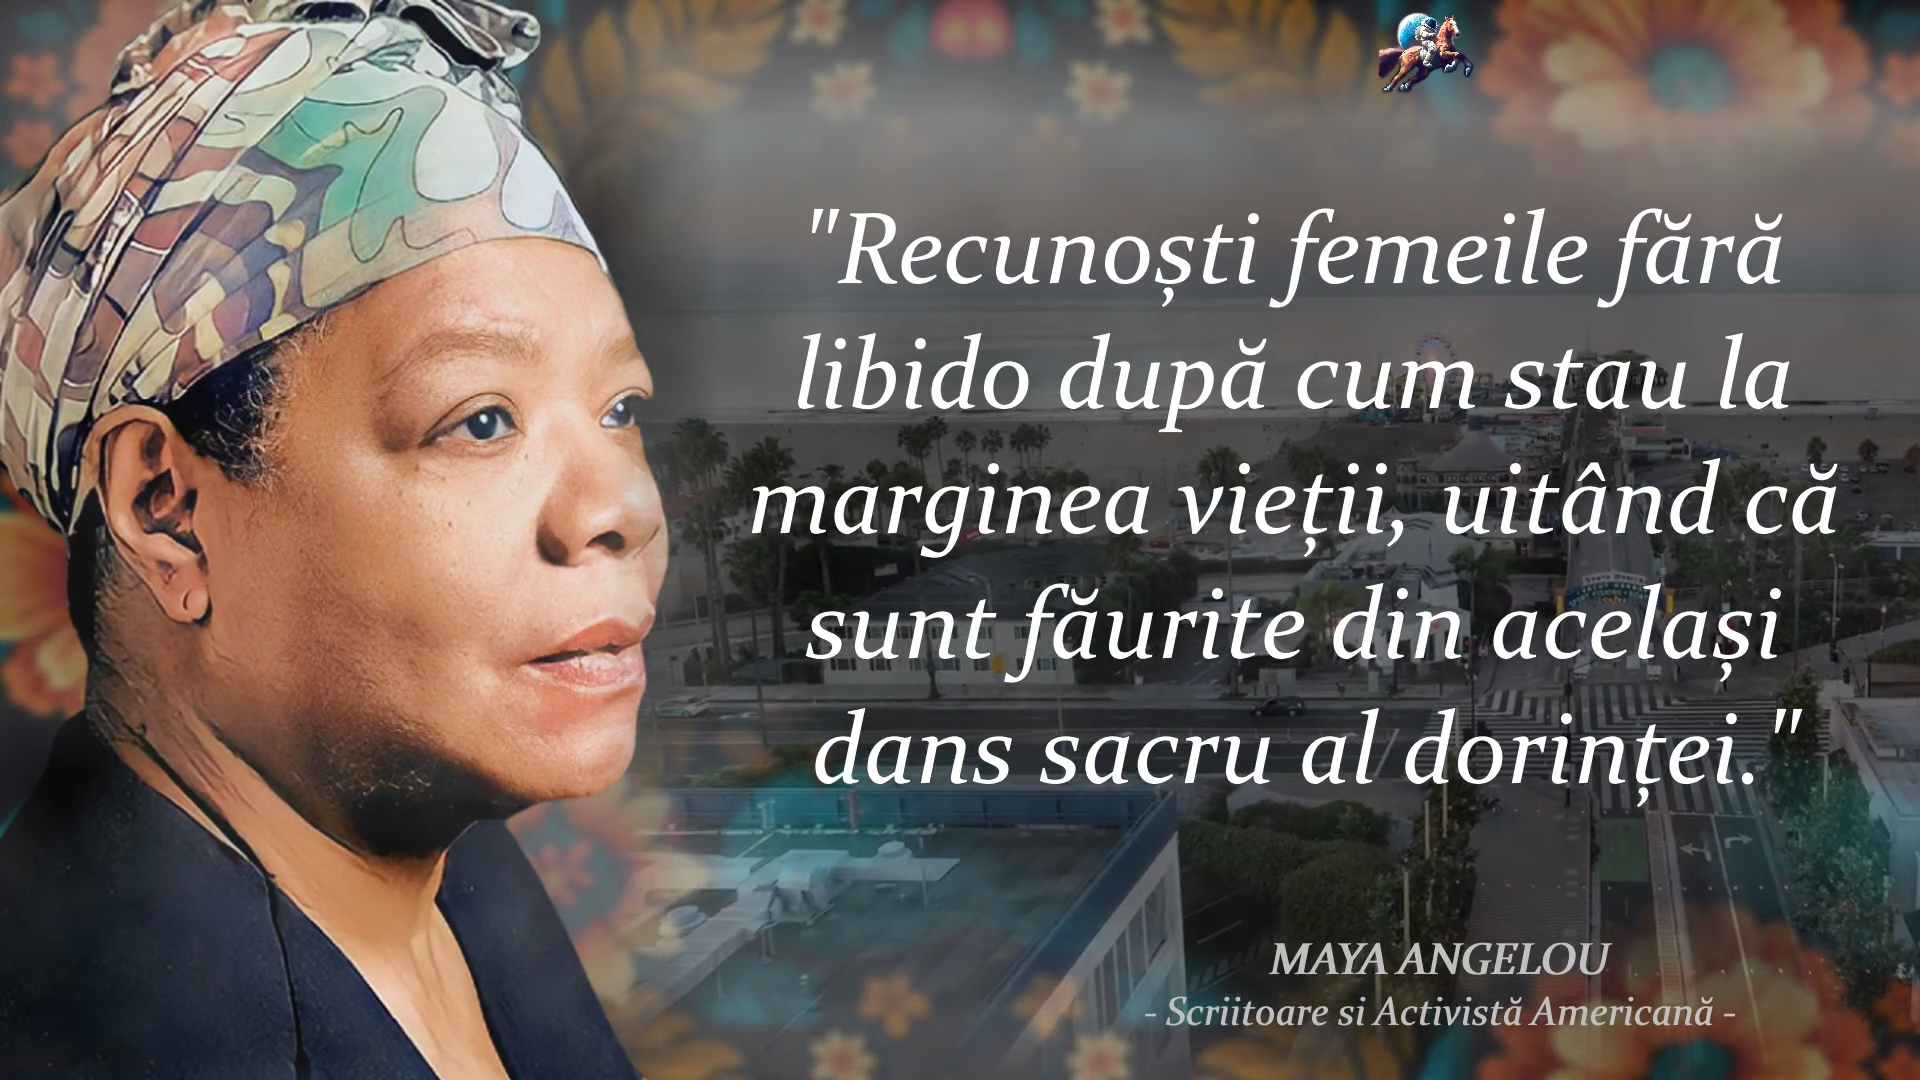 "Recunoști femeile fără
libido după cum stau la
marginea vieții, uitând că
sunt făurite din același
dans sacru al dorinței."
MAYA ANGELOU
- Scriitoare si Activistă Americană -